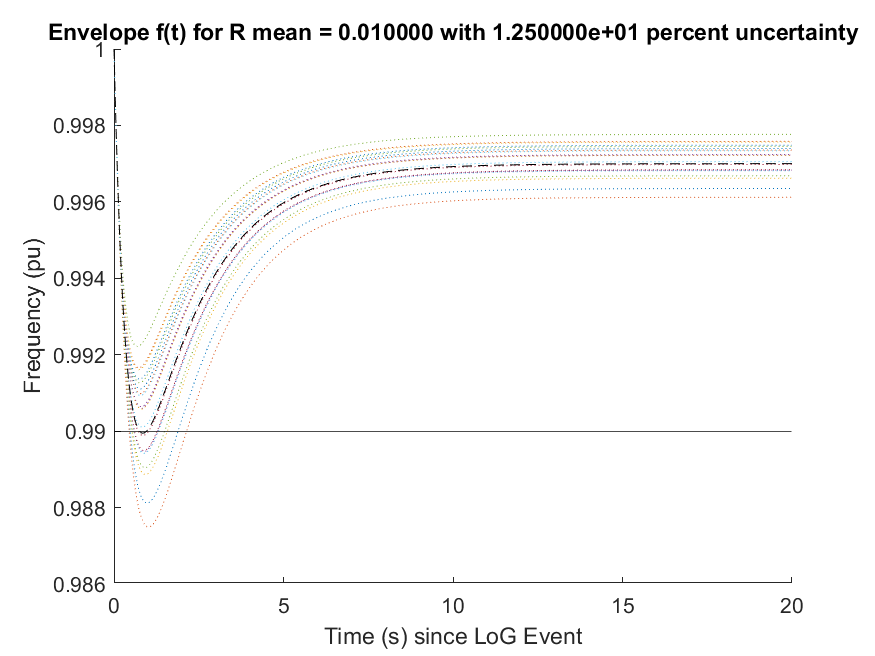 Envelope f(t) for R mean = 0.010000 with 1.250000e+01 percent uncertainty
1
0.998
0.996
0.994
0.992
0.99
0.988
0.986
Frequency (pu)
0 5 10 15 20
Time (s) since LoG Event